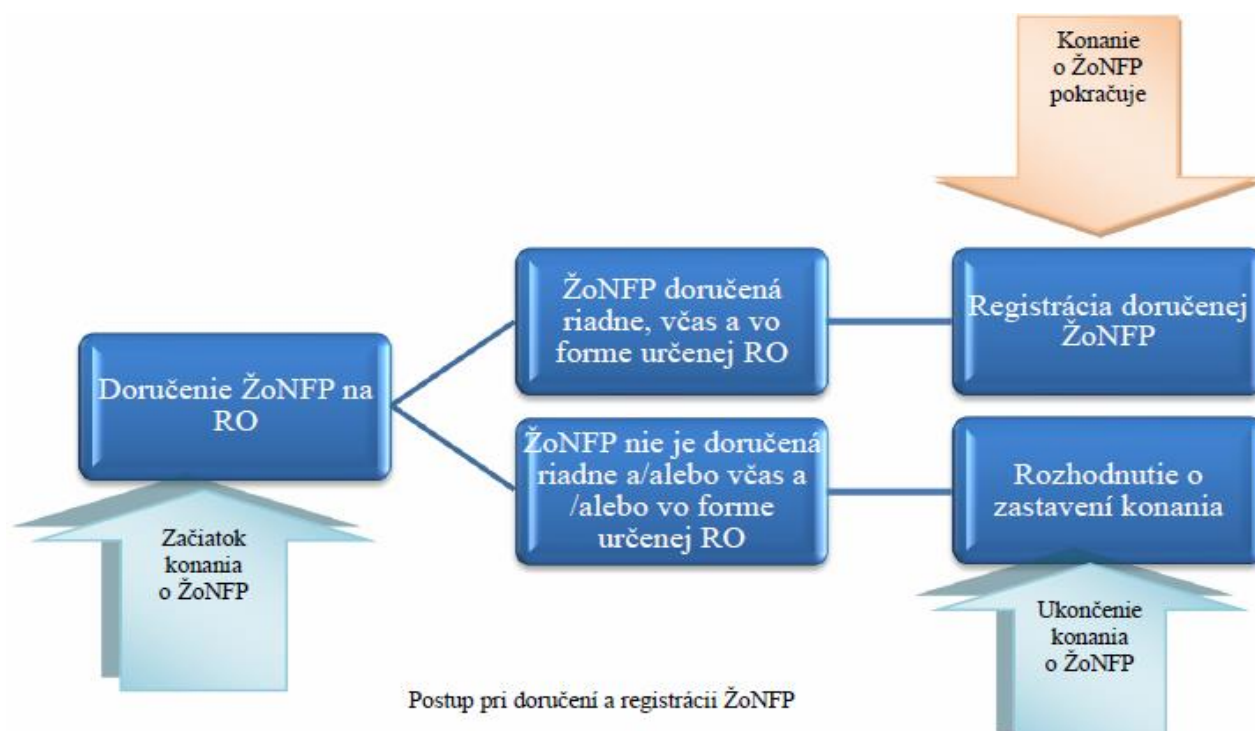 Konanie
o ŽoNFP
pokračuje
ŽoNFP doručená
riadne, včas a vo
forme určenej RO
Registrácia doručenej
ŽoNFP
Doručenie ŽoNFP na
RO
ŽoNFP nie je doručená
riadne a/alebo včas a
/alebo vo forme
určenej RO
Rozhodnutie o
zastavení konania
Začiatok
konania
o ŽoNFP
Ukončenie
konania
o ŽoNFP
Postup pri doručení a registrácii ŽoNFP